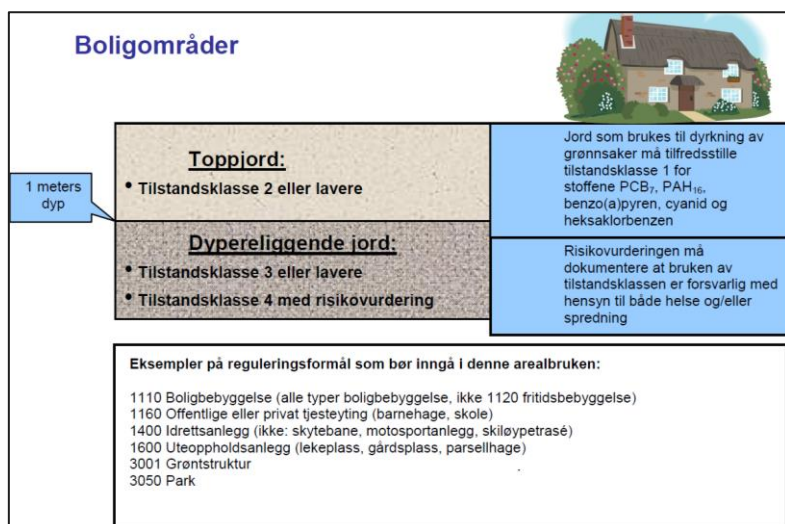 Boligområder
Toppjord:
• Tilstandsklasse 2 eller lavere
1 meters
dyp
Dypereliggende jord:
• Tilstandsklasse 3 eller lavere
• Tilstandsklasse 4 med risikovurdering
Jord som brukes til dyrkning av
grønnsaker må tilfredsstille
tilstandsklasse 1 for
stoffene PCB₇, PAH₁₆,
benzo(a)pyren, cyanid og
heksaklorbenzen
Risikovurderingen må
dokumentere at bruken av
tilstandsklassen er forsvarlig med
hensyn til både helse og/eller
spredning
Eksempler på reguleringsformål som bør inngå i denne arealbruken:
1110 Boligbebyggelse (alle typer boligbebyggelse, ikke 1120 fritidsbebyggelse)
1160 Offentlige eller privat tjesteyting (barnehage, skole)
1400 Idrettsanlegg (ikke: skytebane, motosportanlegg, skiløypetrasé)
1600 Uteoppholdsanlegg (lekeplass, gårdsplass, parsellhage)
3001 Grøntstruktur
3050 Park